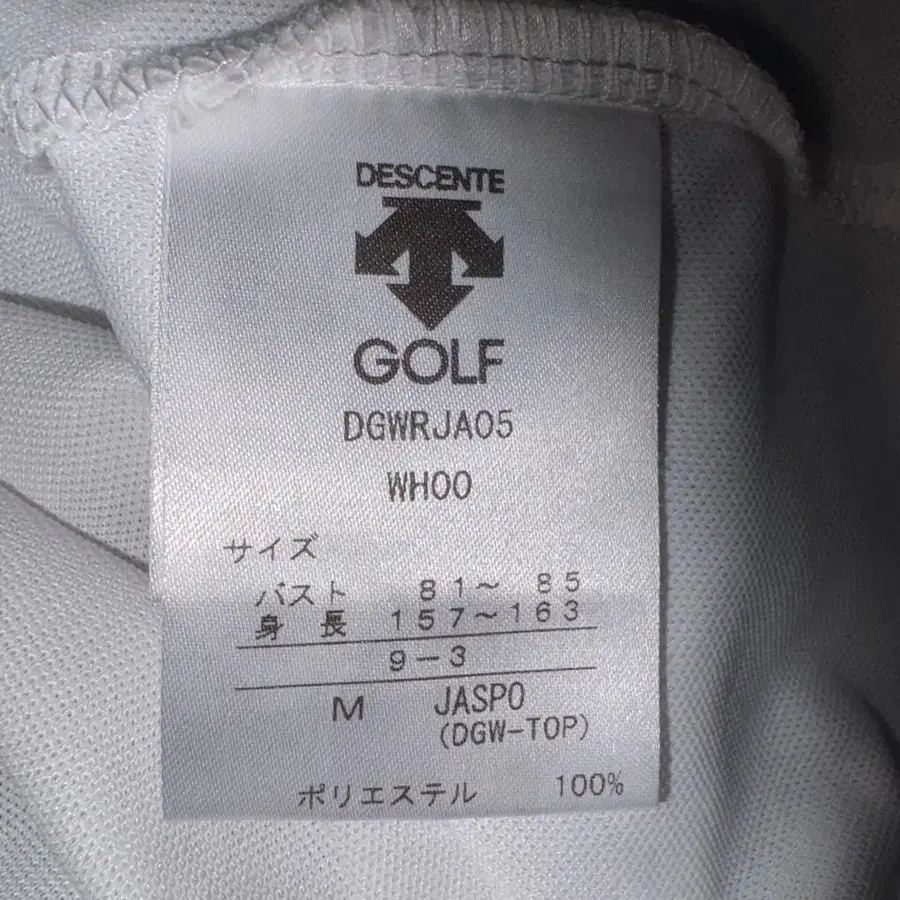 DESCENTE
GOLF
DGWRJA05
WH00
サイズ
バスト 81～ 85
身 長 157～163
9－3
M JASPO
(DGW-TOP)
ポリエステル 100%